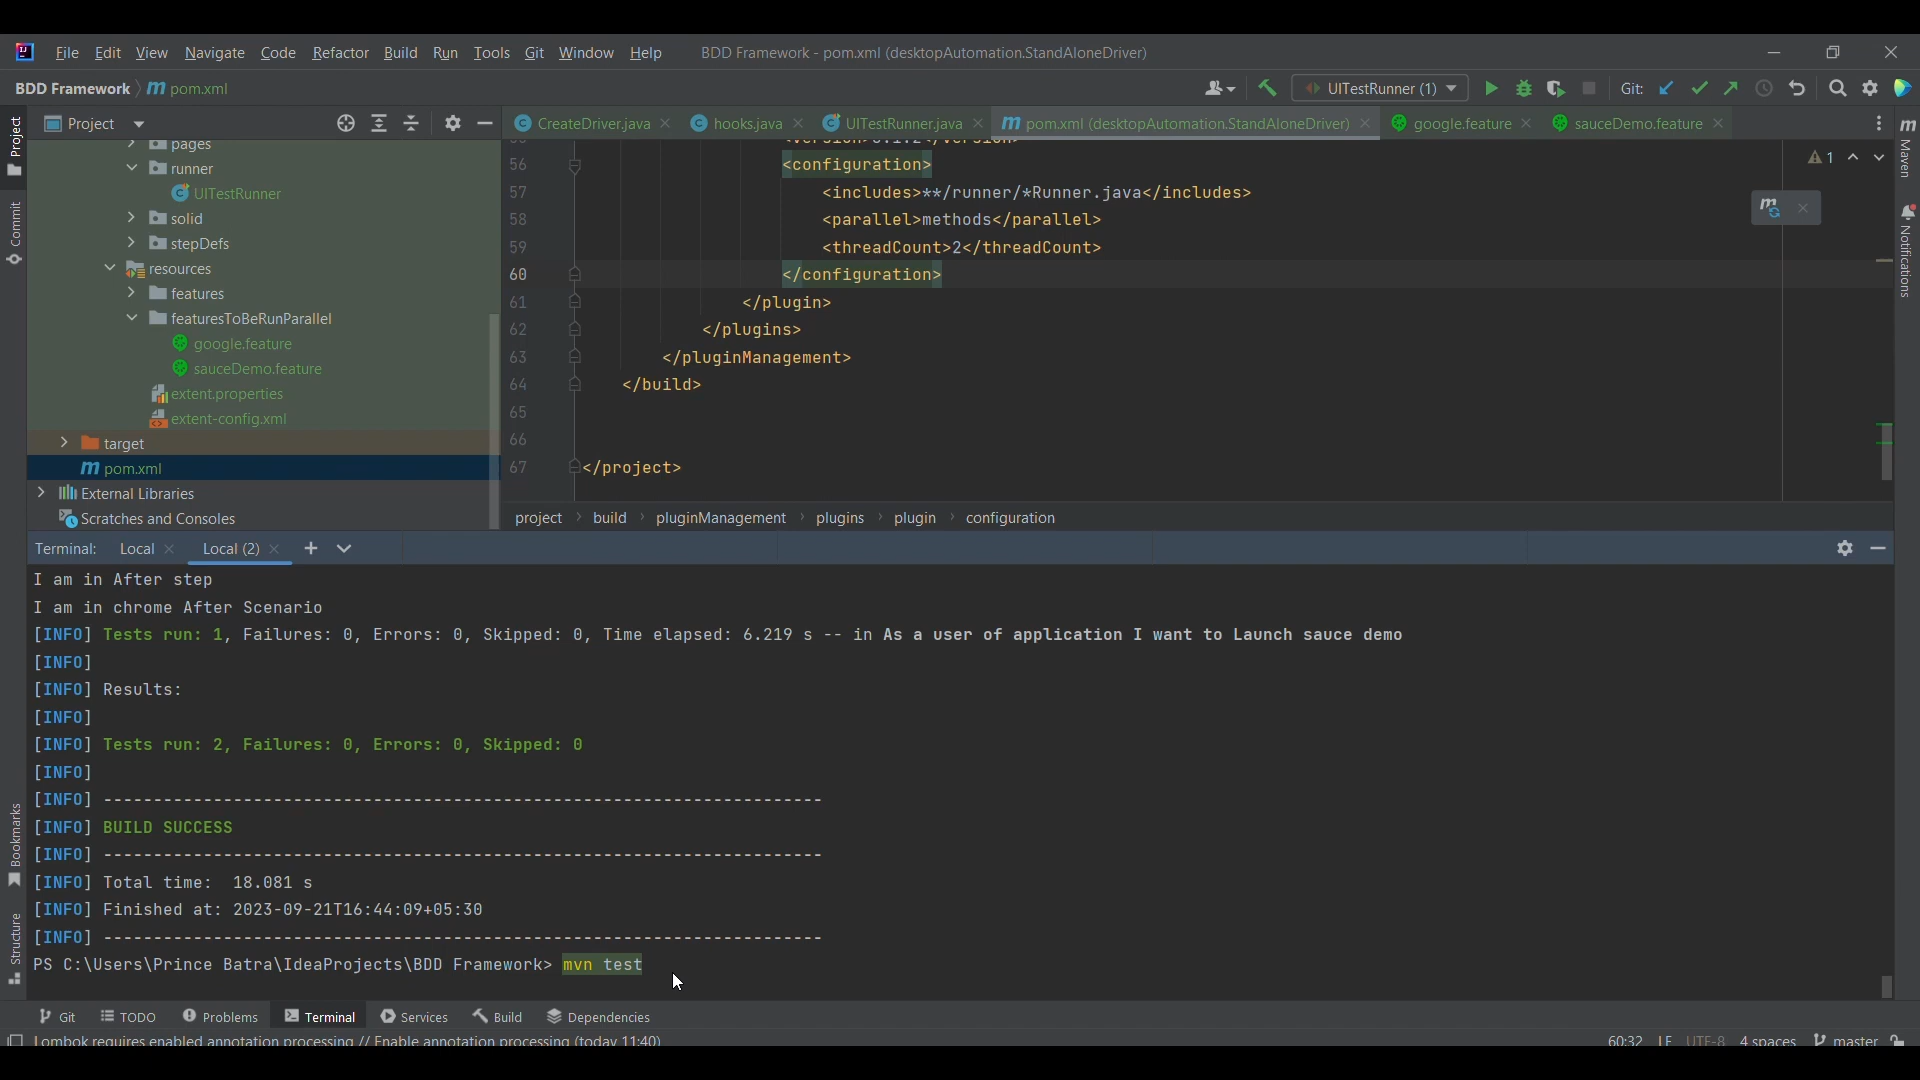 File Edit View Navigate Code Refactor Build Run Tools Git Window Help BDD Framework - pom.xml (desktopAutomation.StandAloneDriver)
BDD Framework m pom.xml UITestRunner (1) Git:
Project
CreateDriver.java hooks.java UITestRunner.java pom.xml (desktopAutomation.StandAloneDriver) google.feature sauceDemo.feature
Project
Commit
Bookmarks
Structure
pages
runner
UITestRunner
solid
stepDefs
resources
features
featuresToBeRunParallel
google.feature
sauceDemo.feature
extent.properties
extent-config.xml
target
m pom.xml
External Libraries
Scratches and Consoles
56 <configuration>
57 <includes>**/runner/*Runner.java</includes>
58 <parallel>methods</parallel>
59 <threadCount>2</threadCount>
60 </configuration>
61 </plugin>
62 </plugins>
63 </pluginManagement>
64 </build>
65
66
67 </project>
1
Maven
Notifications
project build pluginManagement plugins plugin configuration
Terminal: Local Local (2)
I am in After step
I am in chrome After Scenario
[INFO] Tests run: 1, Failures: 0, Errors: 0, Skipped: 0, Time elapsed: 6.219 s -- in As a user of application I want to Launch sauce demo
[INFO]
[INFO] Results:
[INFO]
[INFO] Tests run: 2, Failures: 0, Errors: 0, Skipped: 0
[INFO]
[INFO] ------------------------------------------------------------------------
[INFO] BUILD SUCCESS
[INFO] ------------------------------------------------------------------------
[INFO] Total time:  18.081 s
[INFO] Finished at: 2023-09-21T16:44:09+05:30
[INFO] ------------------------------------------------------------------------
PS C:\Users\Prince Batra\IdeaProjects\BDD Framework> mvn test
Git TODO Problems Terminal Services Build Dependencies
Lombok requires enabled annotation processing // Enable annotation processing (today 11:40) 60:32 LF UTF-8 4 spaces master